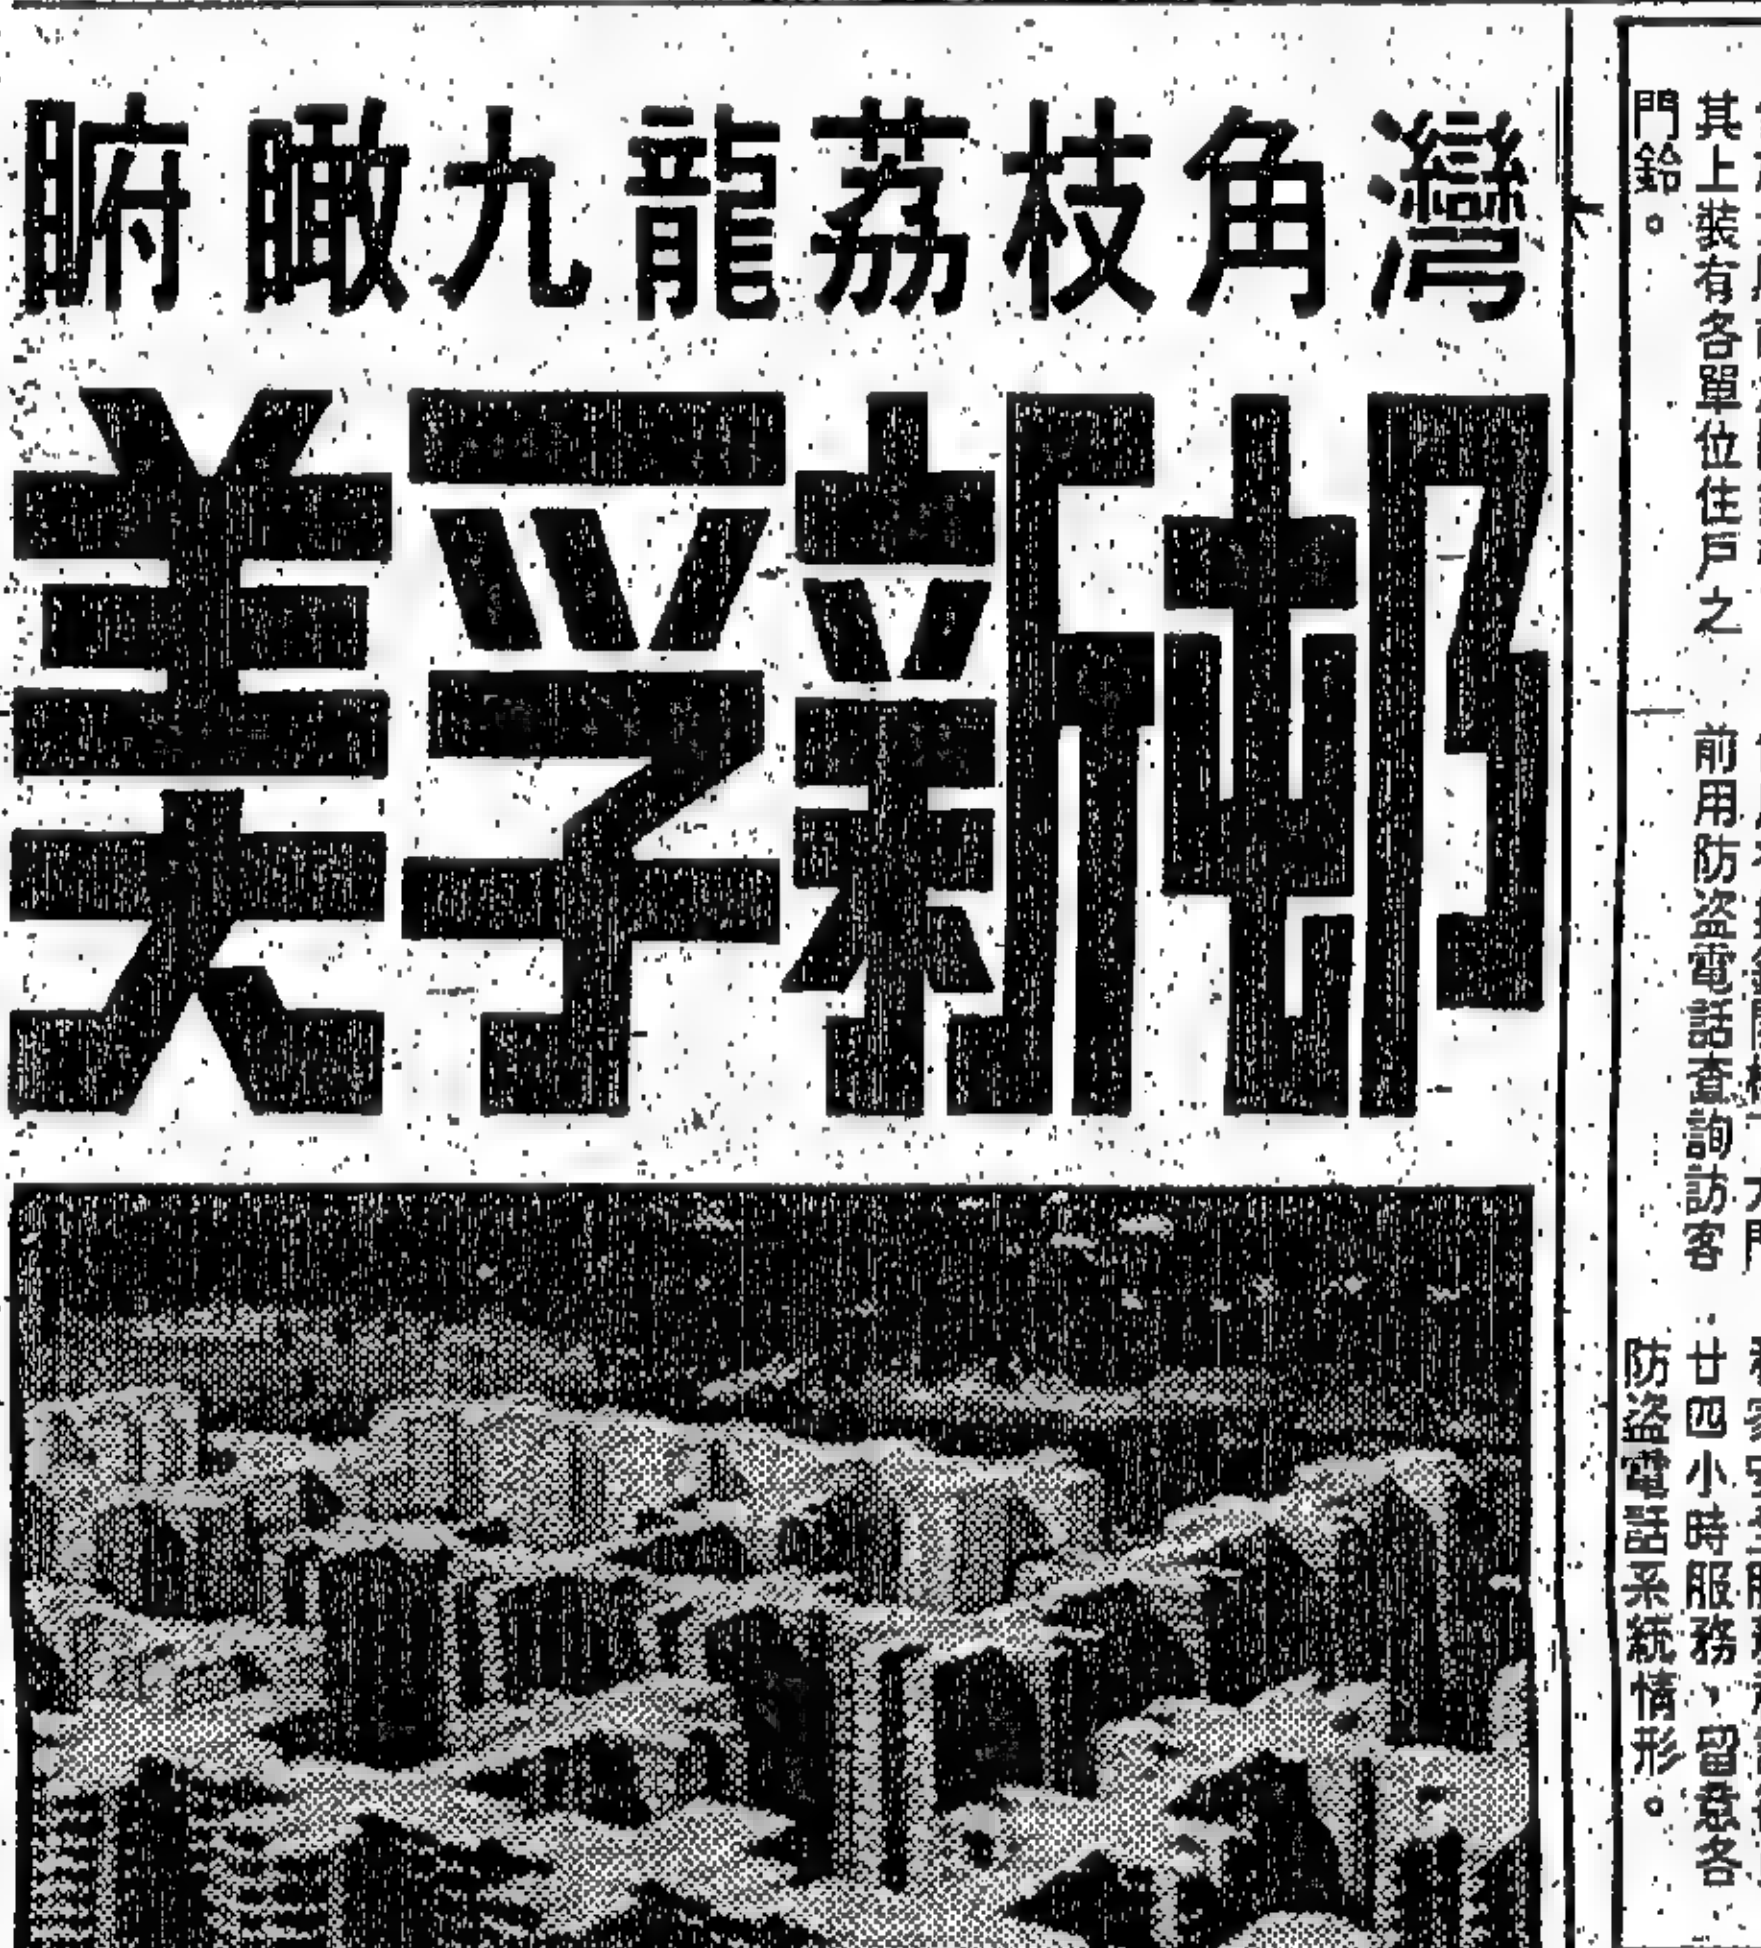 俯瞰九龍荔枝角灣
美孚新邨
其上裝有各單位住戶之
門鈴。
前用防盜電話查詢訪客
廿四小時服務,留意各
防盜電話系統情形。